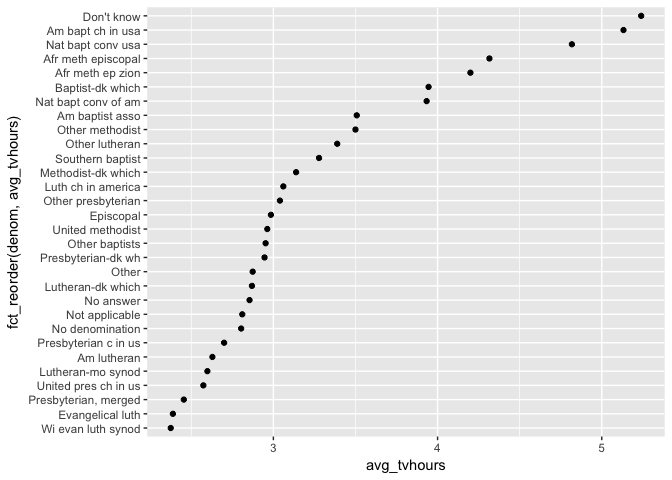 Don't know
Am bapt ch in usa
Nat bapt conv usa
Afr meth episcopal
Afr meth ep zion
Baptist-dk which
Nat bapt conv of am
Am baptist asso
Other methodist
Other lutheran
Southern baptist
Methodist-dk which
Luth ch in america
Other presbyterian
Episcopal
United methodist
Other baptists
Presbyterian-dk wh
Other
Lutheran-dk which
No answer
Not applicable
No denomination
Presbyterian c in us
Am lutheran
Lutheran-mo synod
United pres ch in us
Presbyterian, merged
Evangelical luth
Wi evan luth synod
fct_reorder(denom, avg_tvhours)
3 4 5
avg_tvhours